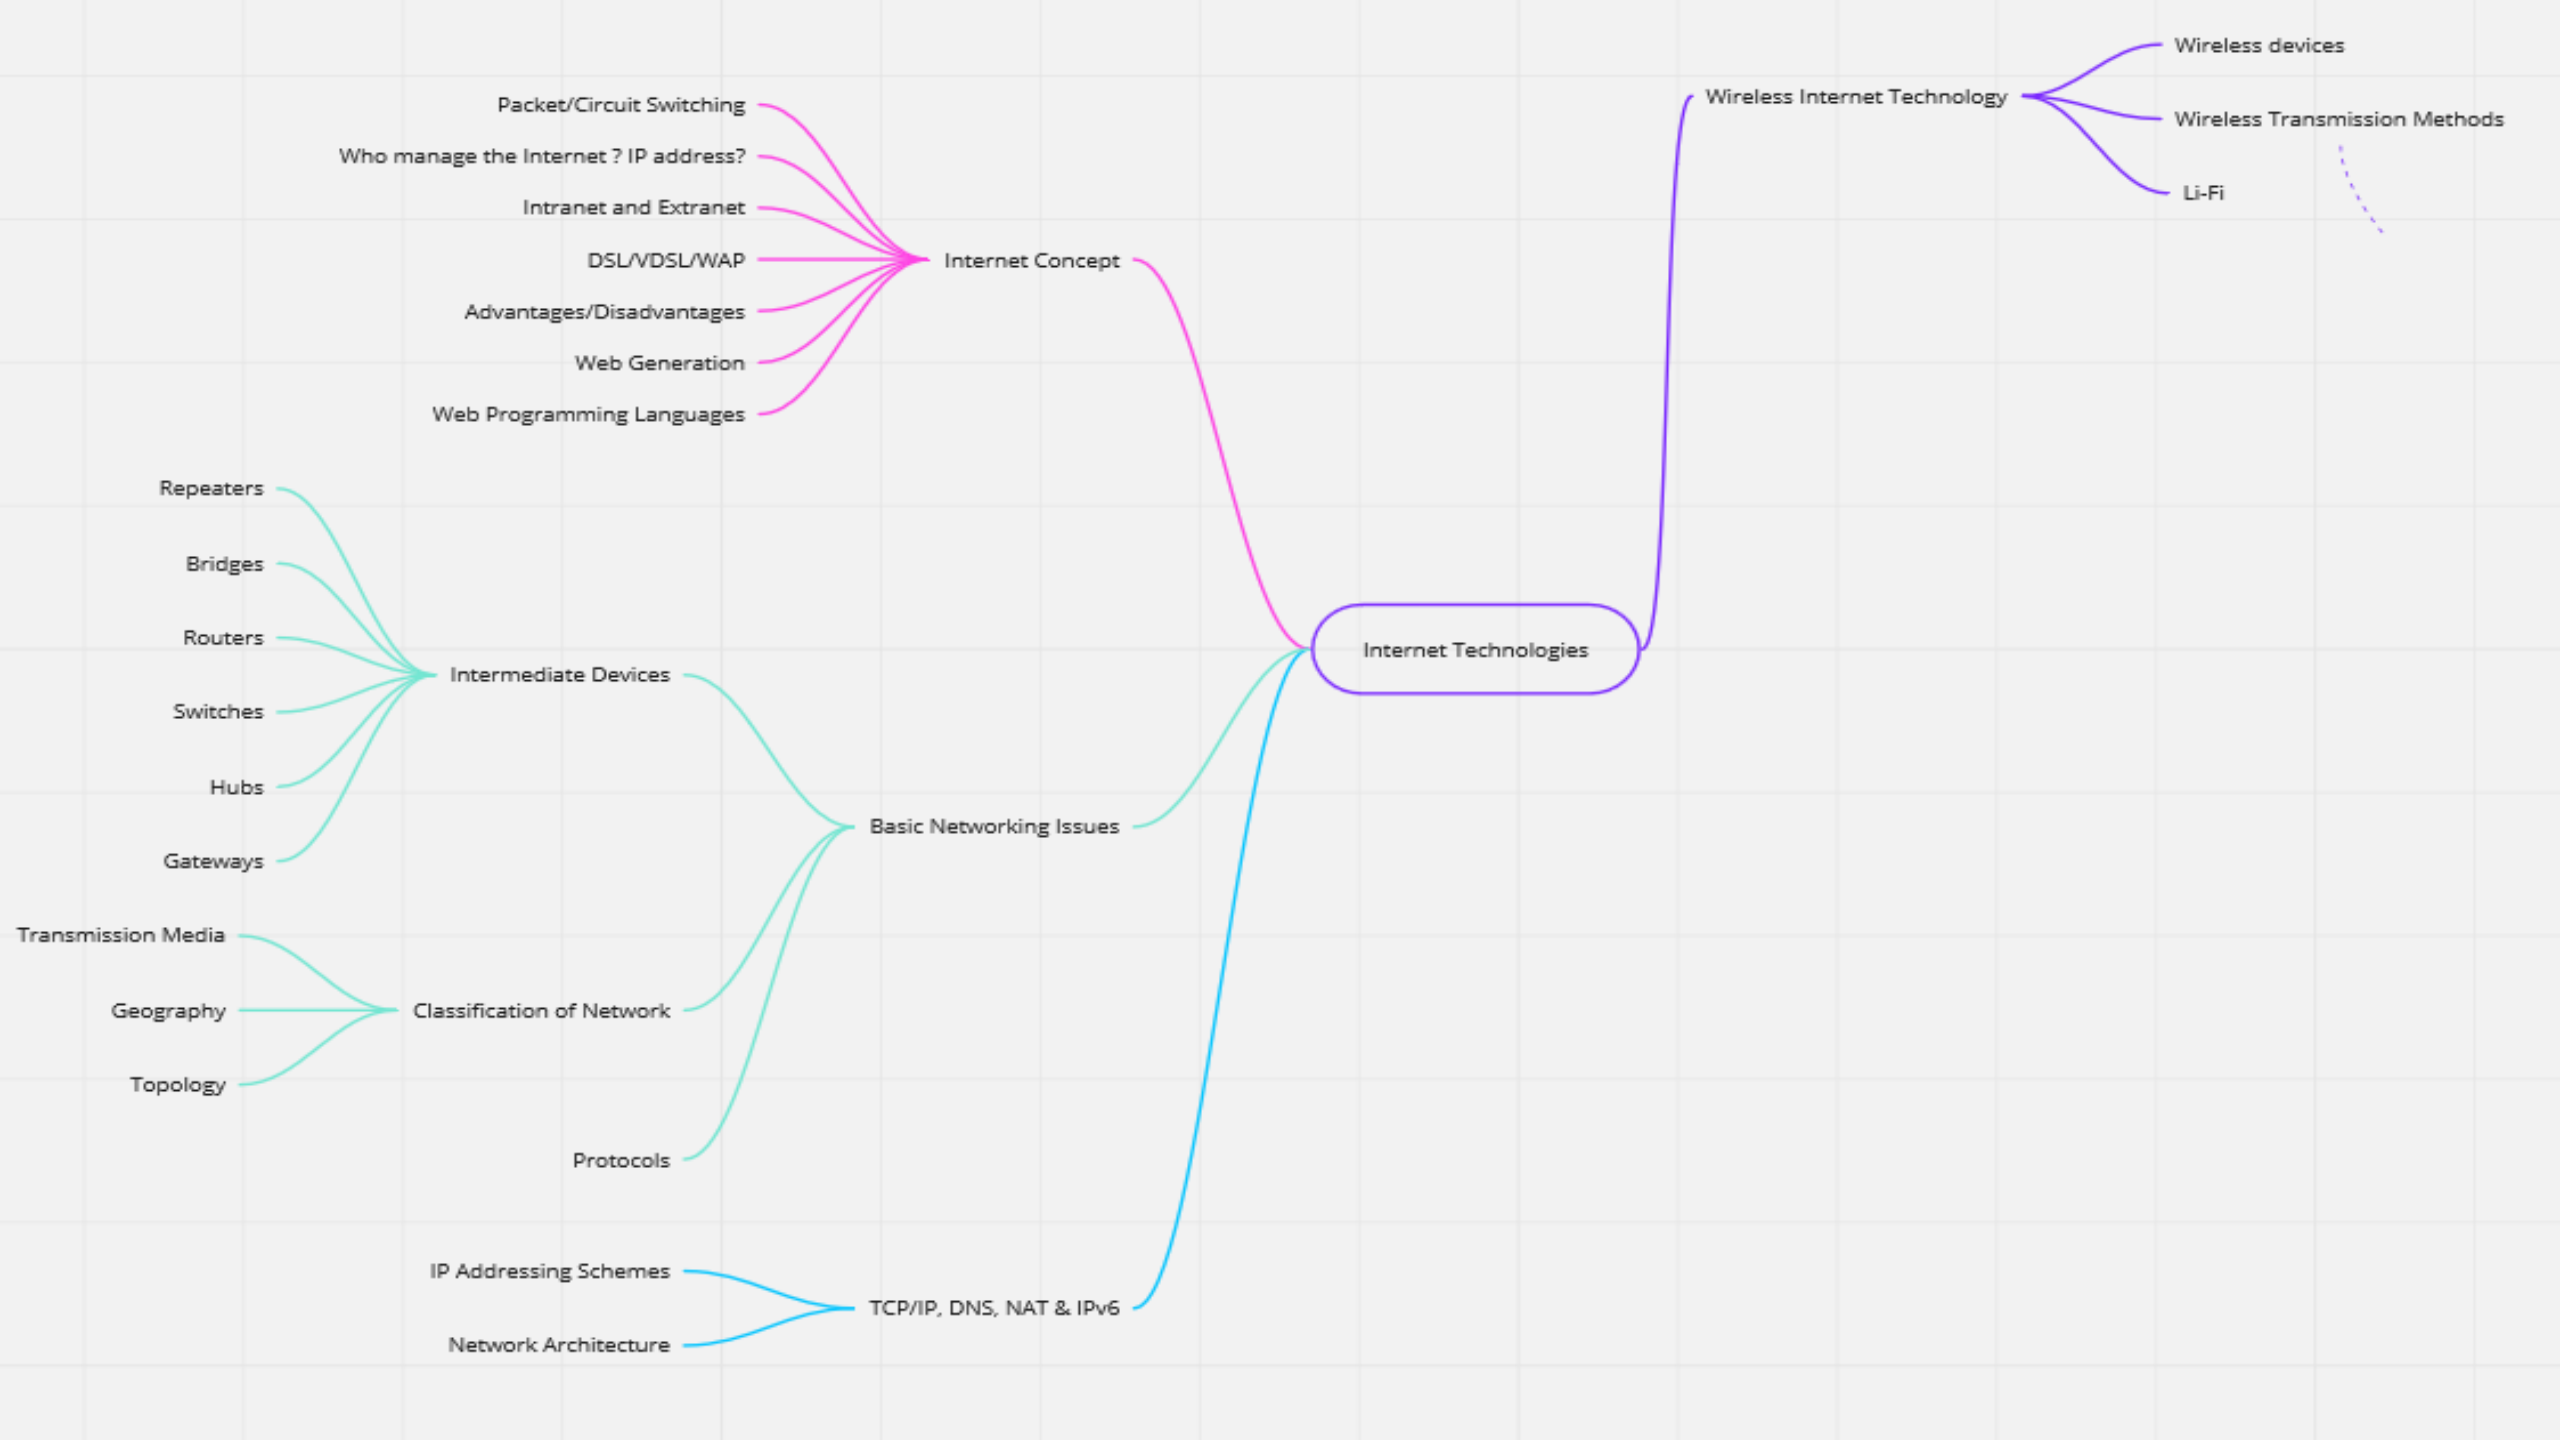 Wireless devices
Wireless Internet Technology
Wireless Transmission Methods
Li-Fi
Packet/Circuit Switching
Who manage the Internet ? IP address?
Intranet and Extranet
DSL/VDSL/WAP
Internet Concept
Advantages/Disadvantages
Web Generation
Web Programming Languages
Repeaters
Bridges
Routers
Switches
Hubs
Gateways
Intermediate Devices
Internet Technologies
Basic Networking Issues
Transmission Media
Geography
Topology
Classification of Network
Protocols
IP Addressing Schemes
Network Architecture
TCP/IP, DNS, NAT & IPv6